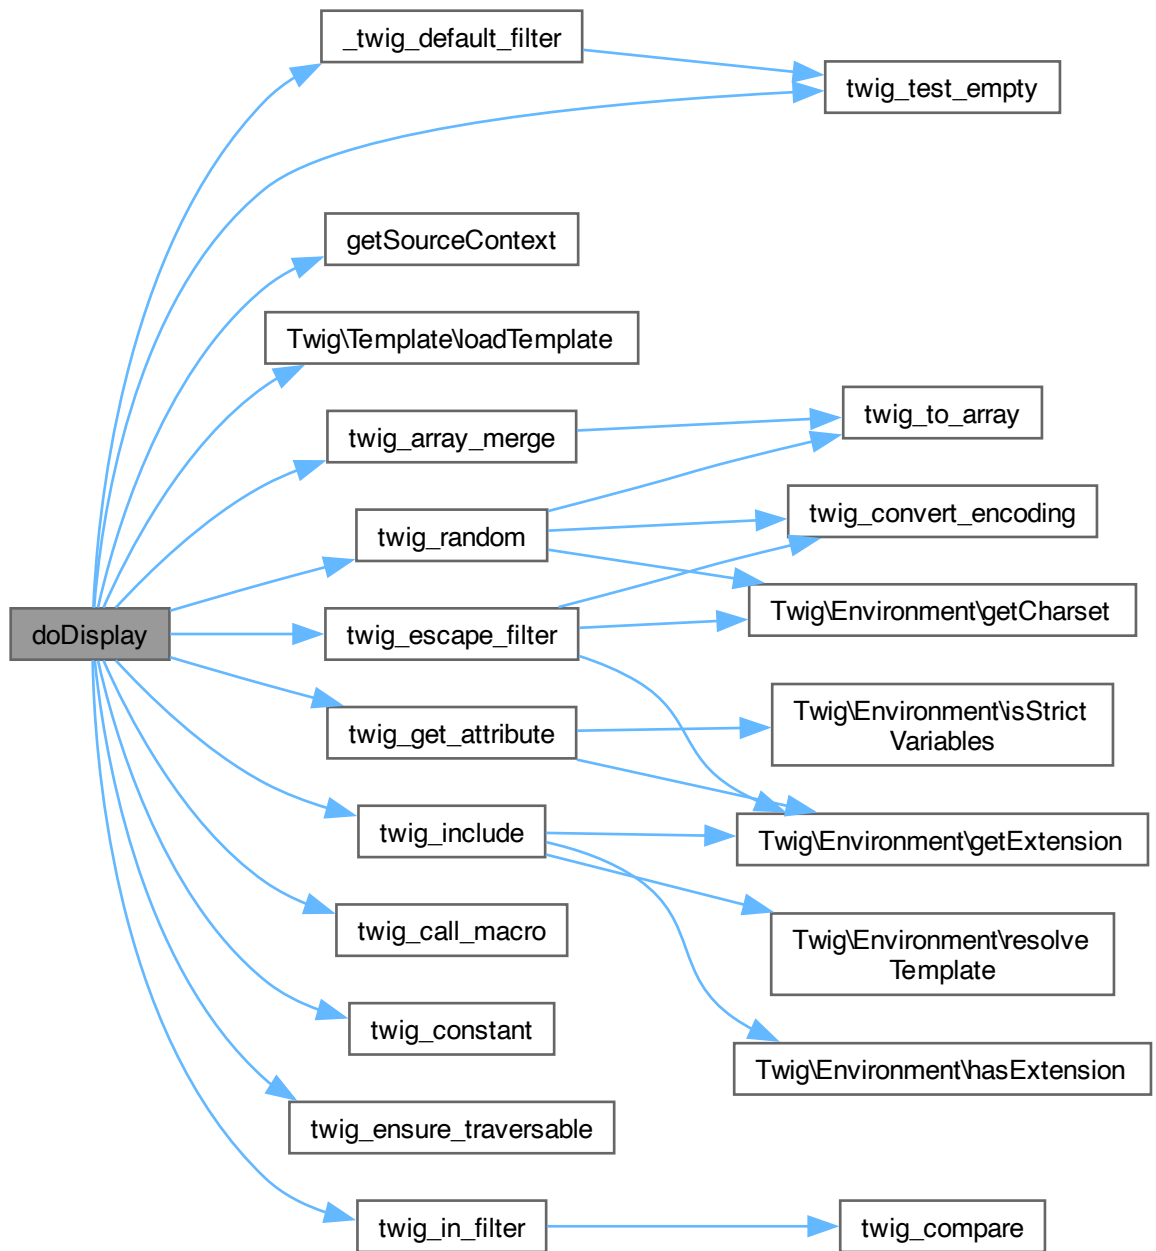 _twig_default_filter
twig_test_empty
getSourceContext
Twig\Template\loadTemplate
twig_array_merge
twig_to_array
twig_random
twig_convert_encoding
Twig\Environment\getCharset
doDisplay
twig_escape_filter
twig_get_attribute
Twig\Environment\isStrict
Variables
twig_include
Twig\Environment\getExtension
twig_call_macro
Twig\Environment\resolve
Template
twig_constant
Twig\Environment\hasExtension
twig_ensure_traversable
twig_in_filter
twig_compare